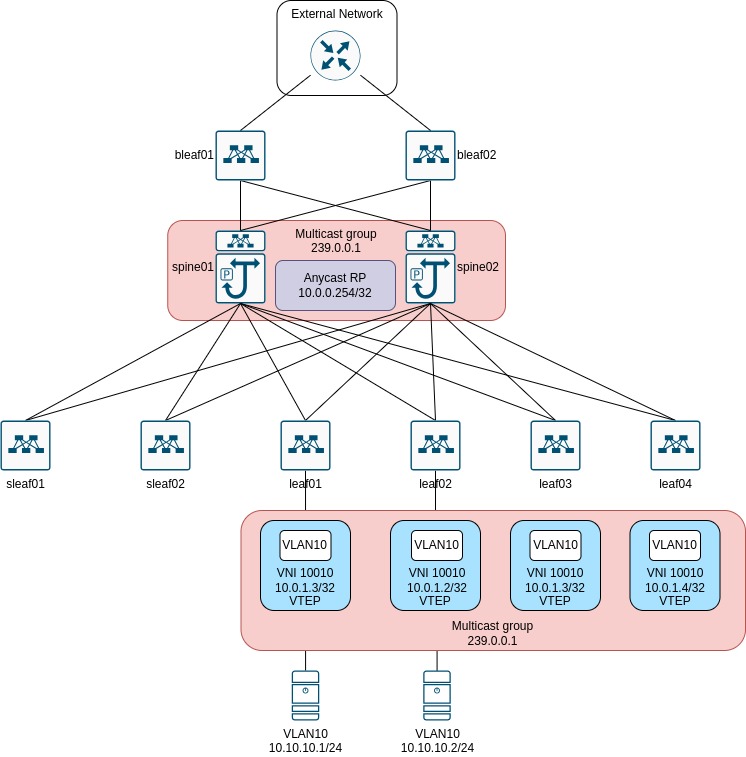 External Network
bleaf01
bleaf02
Multicast group
239.0.0.1
spine01
P
Anycast RP
10.0.0.254/32
P
spine02
sleaf01
sleaf02
leaf01
leaf02
leaf03
leaf04
VLAN10
VNI 10010
10.0.1.3/32
VTEP
VLAN10
VNI 10010
10.0.1.2/32
VTEP
VLAN10
VNI 10010
10.0.1.3/32
VTEP
VLAN10
VNI 10010
10.0.1.4/32
VTEP
Multicast group
239.0.0.1
VLAN10
10.10.10.1/24
VLAN10
10.10.10.2/24